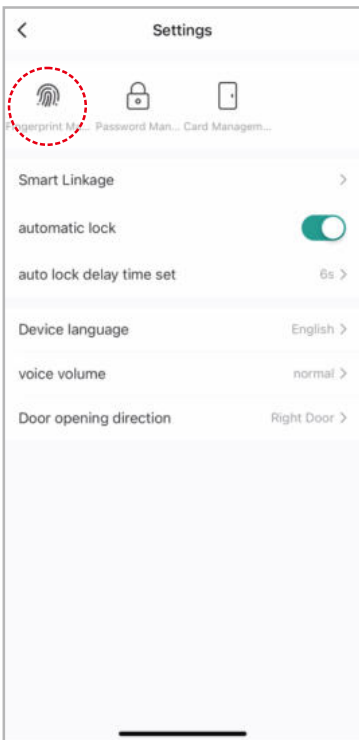 Settings
Fingerprint Ma... Password Man... Card Managem...
Smart Linkage
automatic lock
auto lock delay time set 6s
Device language English
voice volume normal
Door opening direction Right Door